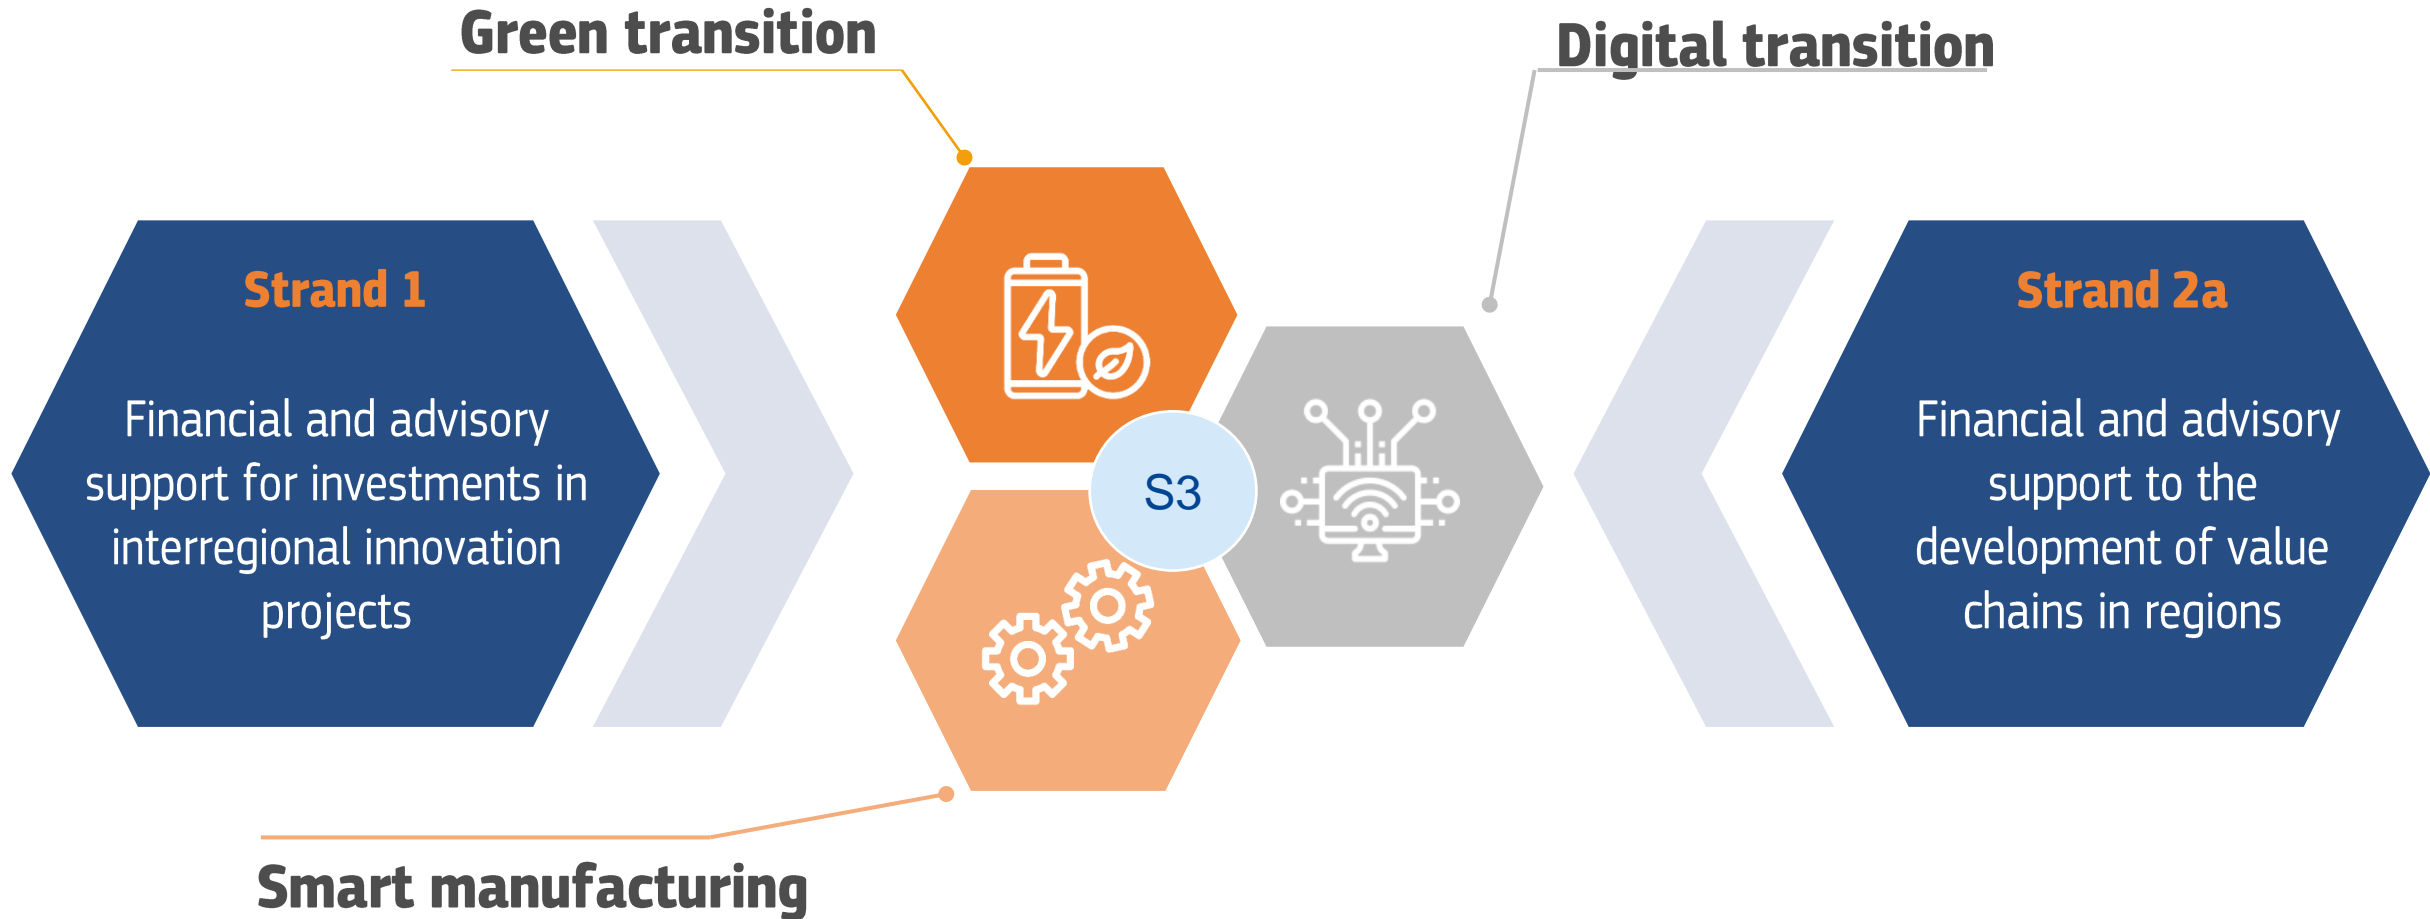 Green transition
Digital transition
Strand 1
Financial and advisory
support for investments in
interregional innovation
projects
S3
Strand 2a
Financial and advisory
support to the
development of value
chains in regions
Smart manufacturing